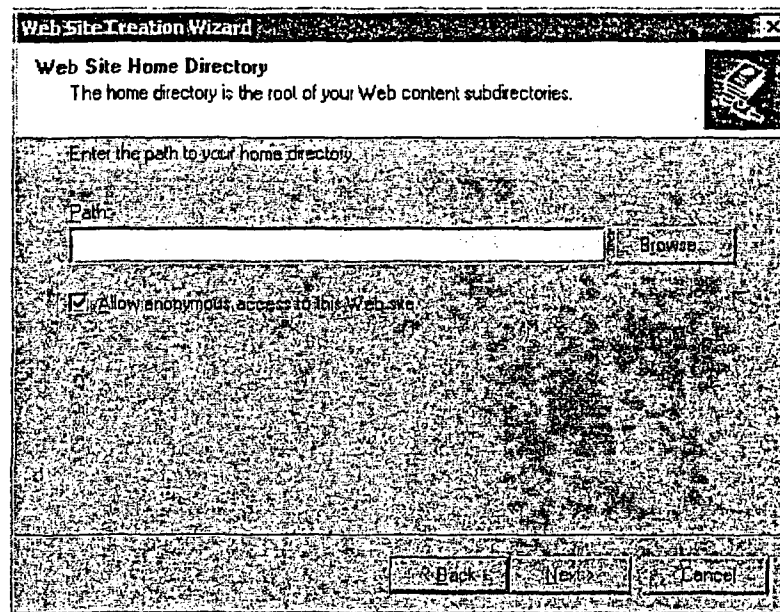 Web Site Creation Wizard
Web Site Home Directory
The home directory is the root of your Web content subdirectories.
Enter the path to your home directory.
Path:
Browse...
Allow anonymous access to this Web site
< Back
Next >
Cancel